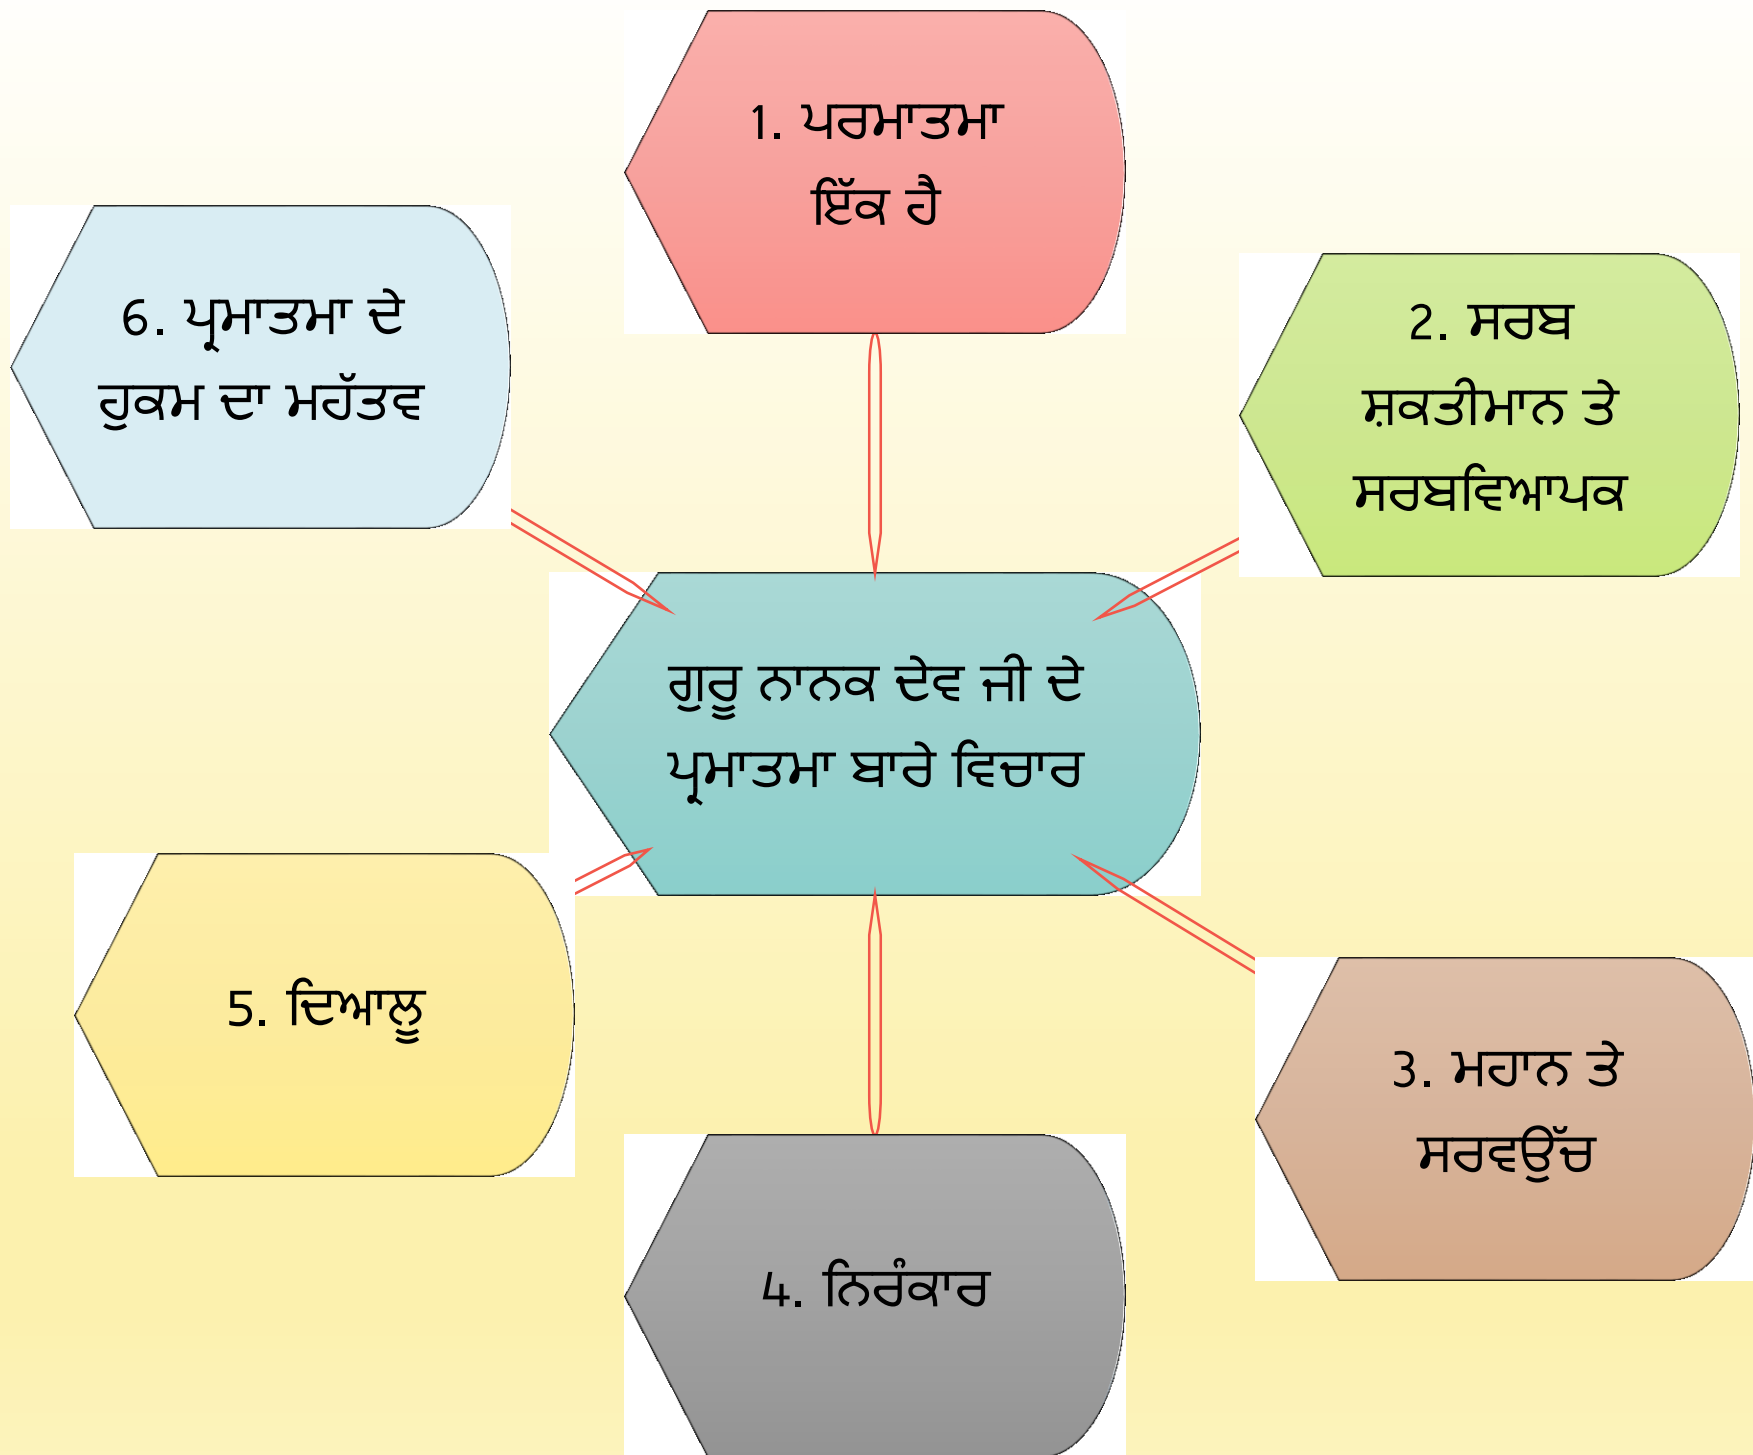 1. ਪਰਮਾਤਮਾ
ਇੱਕ ਹੈ
2. ਸਰਬ
ਸ਼ਕਤੀਮਾਨ ਤੇ
ਸਰਬਵਿਆਪਕ
3. ਮਹਾਨ ਤੇ
ਸਰਵਉੱਚ
4. ਨਿਰੰਕਾਰ
5. ਦਿਆਲੂ
6. ਪ੍ਰਮਾਤਮਾ ਦੇ
ਹੁਕਮ ਦਾ ਮਹੱਤਵ
ਗੁਰੂ ਨਾਨਕ ਦੇਵ ਜੀ ਦੇ
ਪ੍ਰਮਾਤਮਾ ਬਾਰੇ ਵਿਚਾਰ